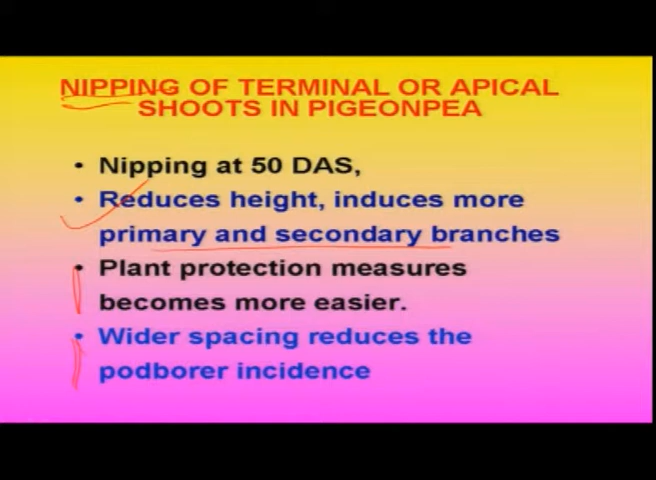 NIPPING OF TERMINAL OR APICAL
SHOOTS IN PIGEONPEA
• Nipping at 50 DAS,
• Reduces height, induces more
primary and secondary branches
• Plant protection measures
becomes more easier.
• Wider spacing reduces the
podborer incidence